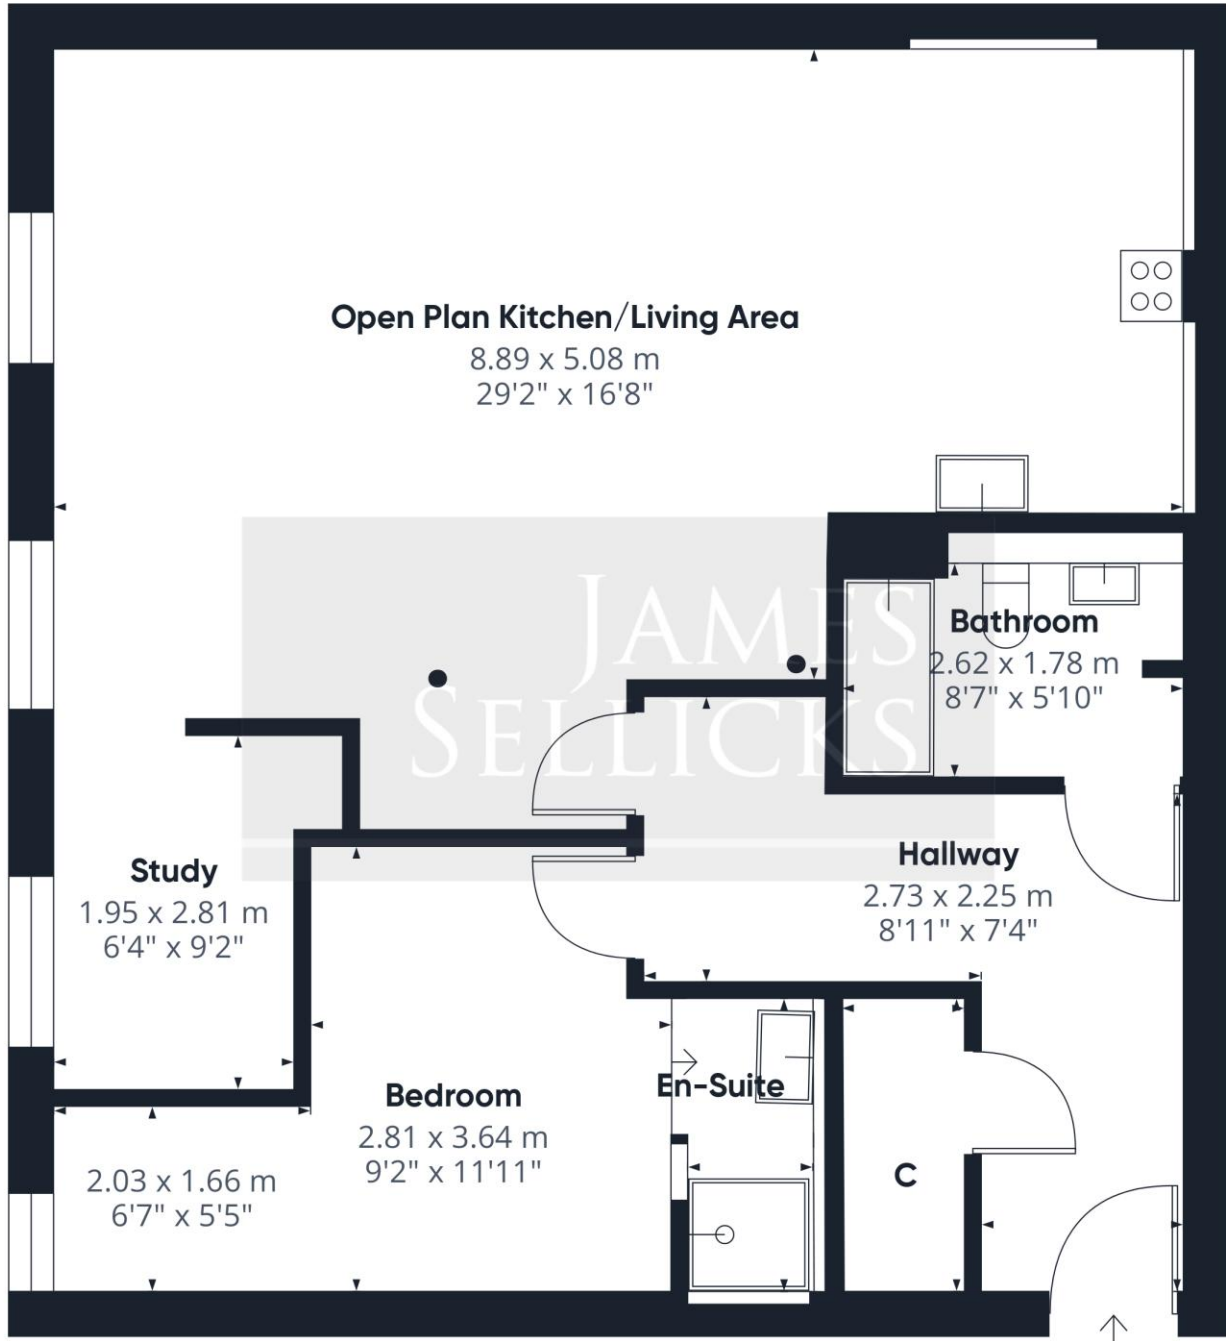 Open Plan Kitchen/Living Area
8.89 x 5.08 m
29'2" x 16'8"
JAMES
SELLICKS
Bathroom
2.62 x 1.78 m
8'7" x 5'10"
Study
1.95 x 2.81 m
6'4" x 9'2"
Hallway
2.73 x 2.25 m
8'11" x 7'4"
Bedroom
2.81 x 3.64 m
9'2" x 11'11"
En-Suite
C
2.03 x 1.66 m
6'7" x 5'5"